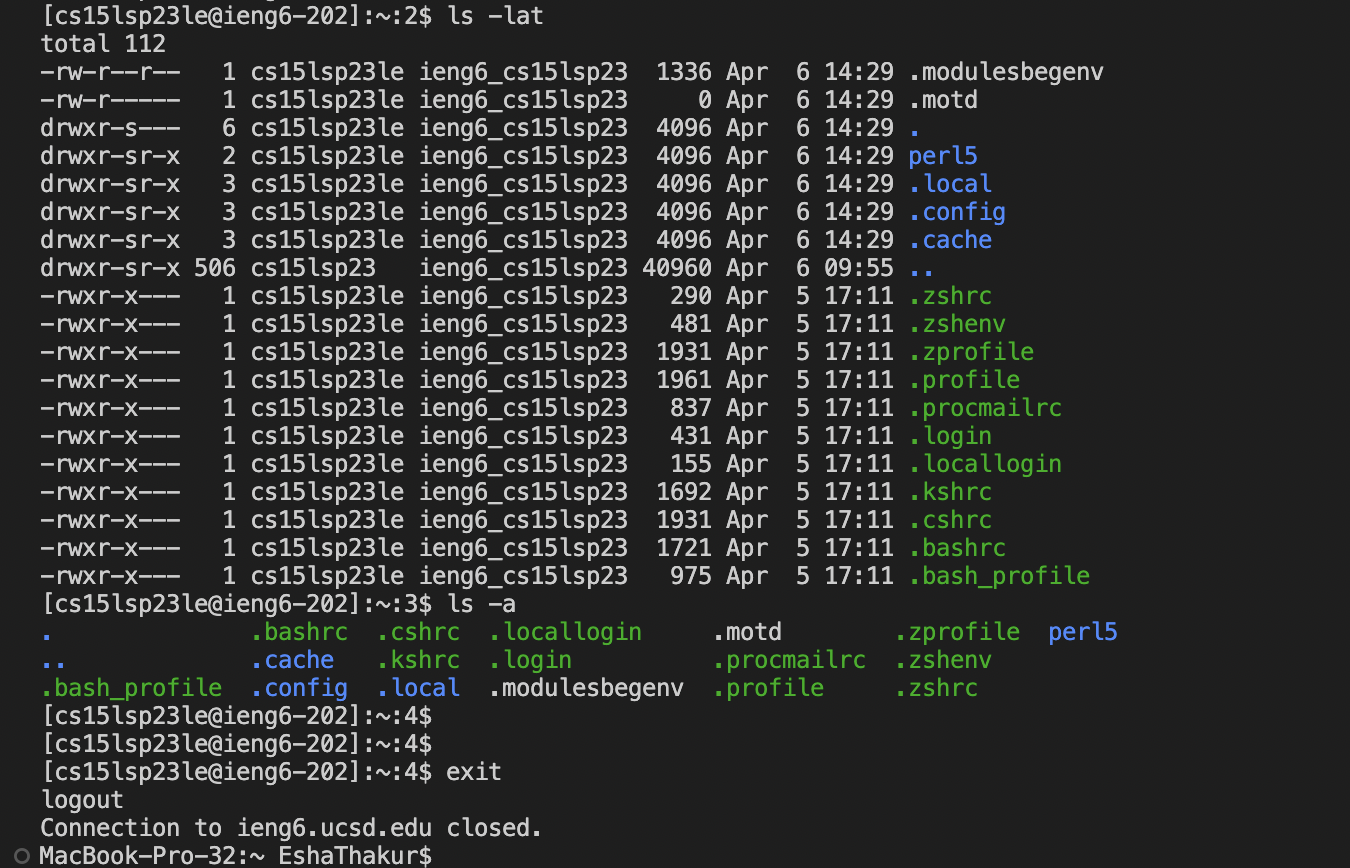 [cs15lsp23le@ieng6-202]:~:2$ ls -lat
total 112
-rw-r--r--   1 cs15lsp23le ieng6_cs15lsp23  1336 Apr  6 14:29 .modulesbegenv
-rw-r-----   1 cs15lsp23le ieng6_cs15lsp23     0 Apr  6 14:29 .motd
drwxr-s---   6 cs15lsp23le ieng6_cs15lsp23  4096 Apr  6 14:29 .
drwxr-sr-x   2 cs15lsp23le ieng6_cs15lsp23  4096 Apr  6 14:29 perl5
drwxr-sr-x   3 cs15lsp23le ieng6_cs15lsp23  4096 Apr  6 14:29 .local
drwxr-sr-x   3 cs15lsp23le ieng6_cs15lsp23  4096 Apr  6 14:29 .config
drwxr-sr-x   3 cs15lsp23le ieng6_cs15lsp23  4096 Apr  6 14:29 .cache
drwxr-sr-x 506 cs15lsp23   ieng6_cs15lsp23 40960 Apr  6 09:55 ..
-rwxr-x---   1 cs15lsp23le ieng6_cs15lsp23   290 Apr  5 17:11 .zshrc
-rwxr-x---   1 cs15lsp23le ieng6_cs15lsp23   481 Apr  5 17:11 .zshenv
-rwxr-x---   1 cs15lsp23le ieng6_cs15lsp23  1931 Apr  5 17:11 .zprofile
-rwxr-x---   1 cs15lsp23le ieng6_cs15lsp23  1961 Apr  5 17:11 .profile
-rwxr-x---   1 cs15lsp23le ieng6_cs15lsp23   837 Apr  5 17:11 .procmailrc
-rwxr-x---   1 cs15lsp23le ieng6_cs15lsp23   431 Apr  5 17:11 .login
-rwxr-x---   1 cs15lsp23le ieng6_cs15lsp23   155 Apr  5 17:11 .locallogin
-rwxr-x---   1 cs15lsp23le ieng6_cs15lsp23  1692 Apr  5 17:11 .kshrc
-rwxr-x---   1 cs15lsp23le ieng6_cs15lsp23  1931 Apr  5 17:11 .cshrc
-rwxr-x---   1 cs15lsp23le ieng6_cs15lsp23  1721 Apr  5 17:11 .bashrc
-rwxr-x---   1 cs15lsp23le ieng6_cs15lsp23   975 Apr  5 17:11 .bash_profile
[cs15lsp23le@ieng6-202]:~:3$ ls -a
.              .bashrc  .cshrc  .locallogin     .motd        .zprofile  perl5
..             .cache   .kshrc  .login          .procmailrc  .zshenv
.bash_profile  .config  .local  .modulesbegenv  .profile     .zshrc
[cs15lsp23le@ieng6-202]:~:4$
[cs15lsp23le@ieng6-202]:~:4$
[cs15lsp23le@ieng6-202]:~:4$ exit
logout
Connection to ieng6.ucsd.edu closed.
MacBook-Pro-32:~ EshaThakur$